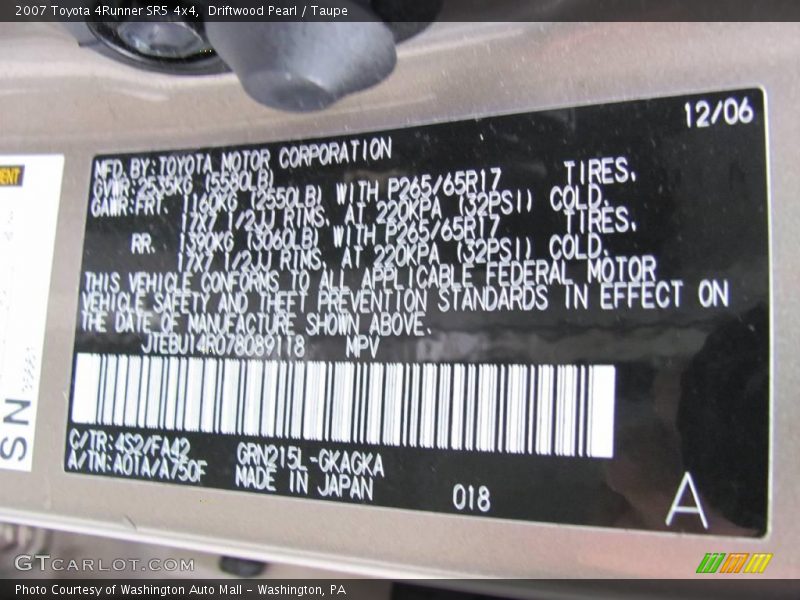 2007 Toyota 4Runner SR5 4x4, Driftwood Pearl / Taupe
12/06
MFD. BY: TOYOTA MOTOR CORPORATION
GVWR: 2535KG (5580LB)
GAWR: FRT. 1160KG (2550LB) WITH P265/65R17 TIRES,
17X7 1/2JJ RIMS, AT 220KPA (32PSI) COLD.
RR. 1390KG (3060LB) WITH P265/65R17 TIRES,
17X7 1/2JJ RIMS, AT 220KPA (32PSI) COLD.
THIS VEHICLE CONFORMS TO ALL APPLICABLE FEDERAL MOTOR
VEHICLE SAFETY AND THEFT PREVENTION STANDARDS IN EFFECT ON
THE DATE OF MANUFACTURE SHOWN ABOVE.
JTEBU14R078089118 MPV
C/TR: 4S2/FA42 GRN215L-GKAGKA
A/TN: A01A/A750F MADE IN JAPAN
018
A
SN
GTCARLOT.COM
Photo Courtesy of Washington Auto Mall – Washington, PA